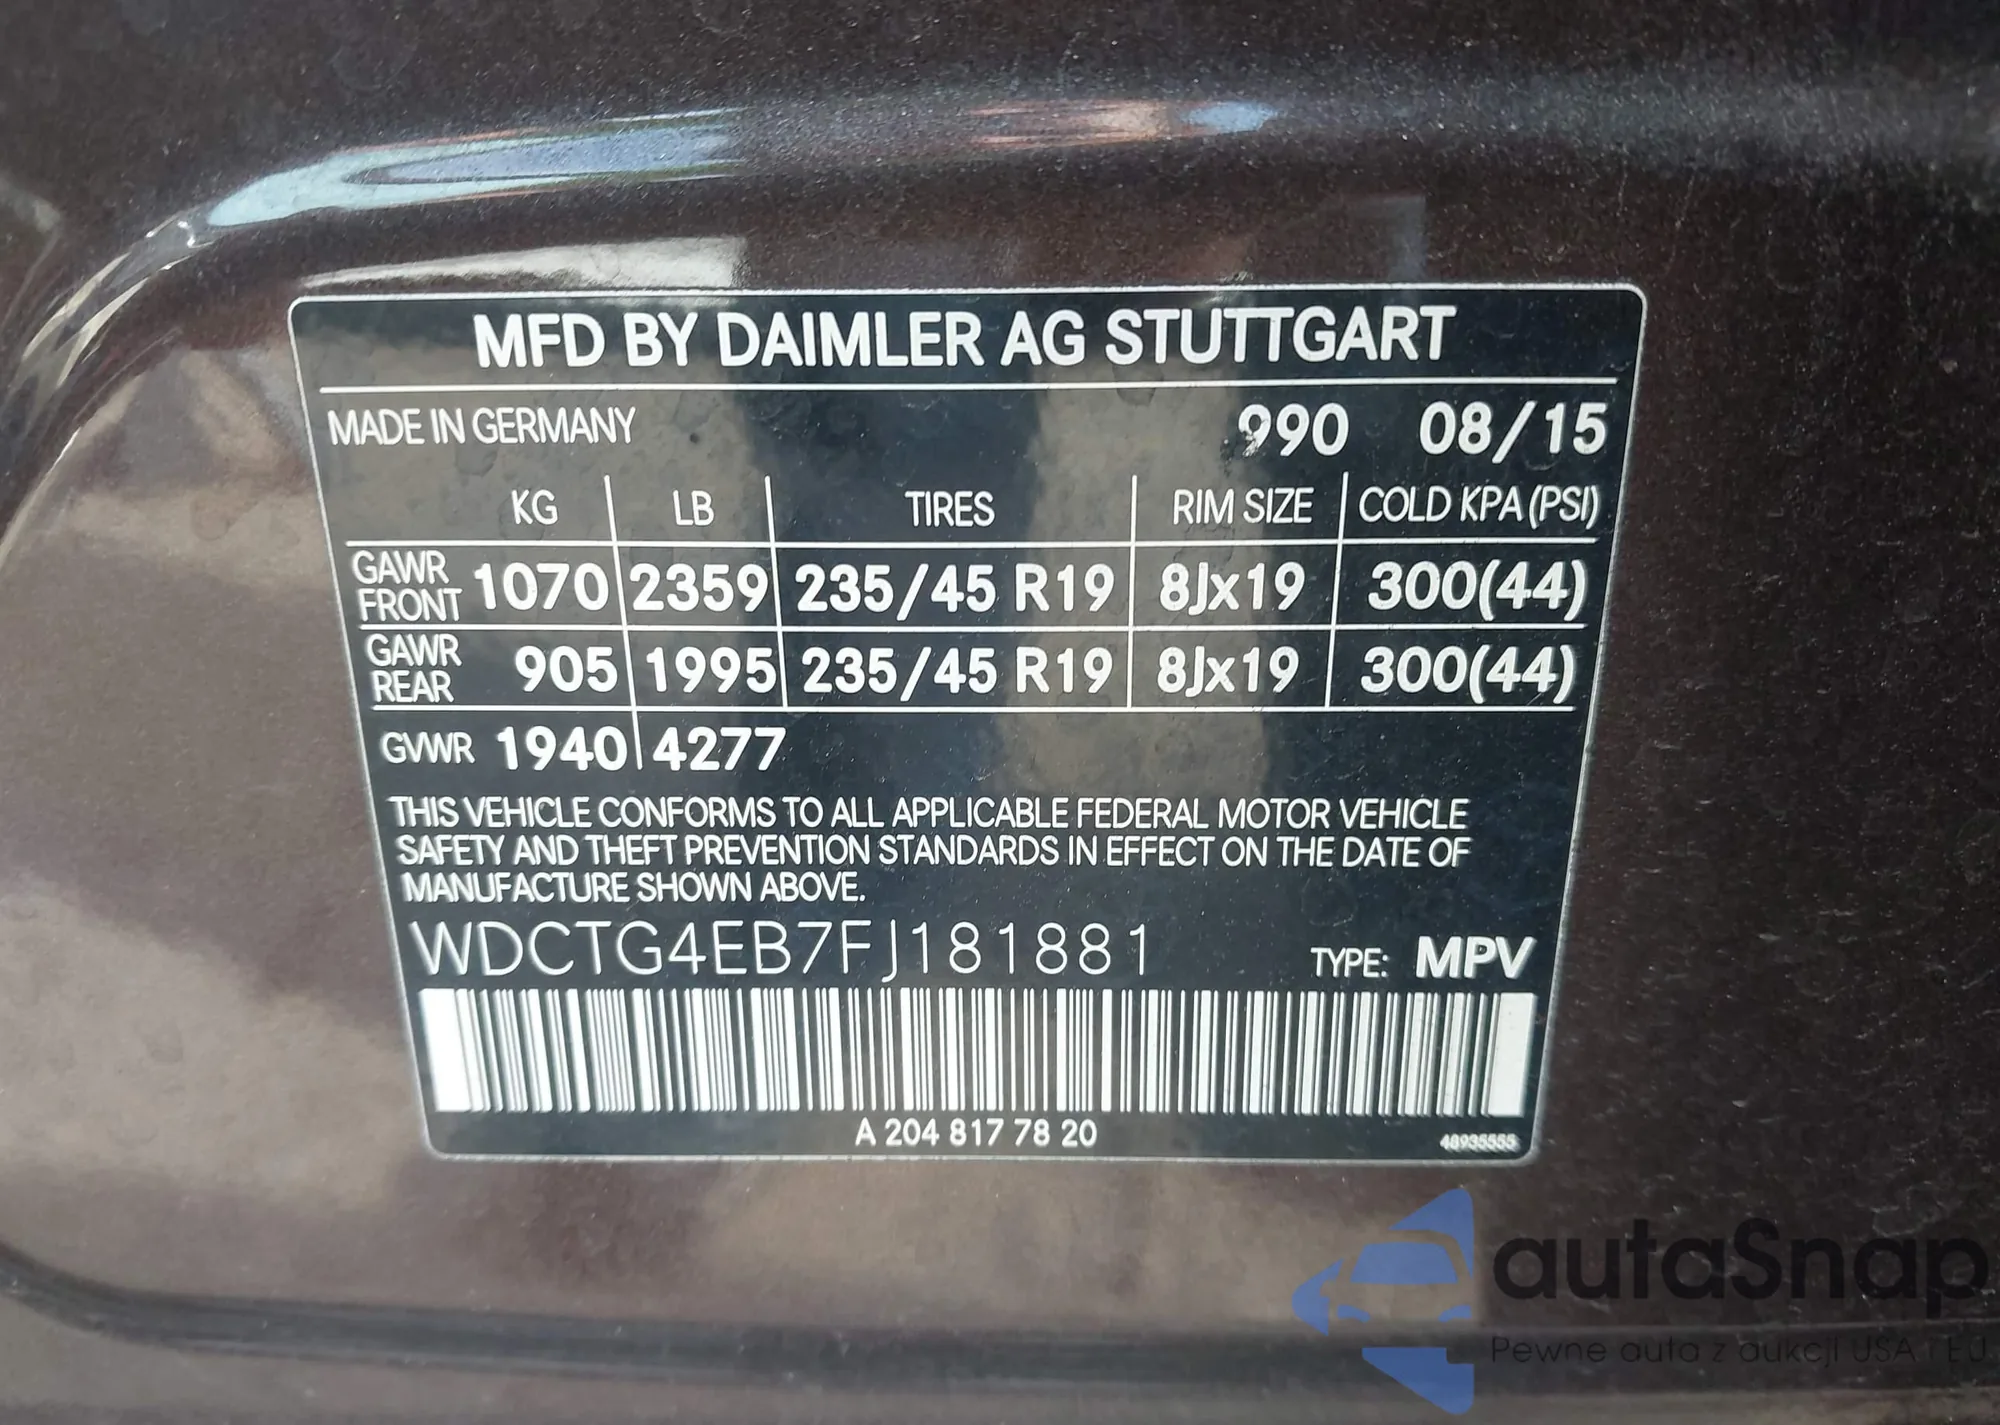 MFD BY DAIMLER AG STUTTGART
MADE IN GERMANY 990 08/15
KG LB TIRES RIM SIZE COLD KPA (PSI)
GAWR FRONT 1070 2359 235/45 R19 8Jx19 300(44)
GAWR REAR 905 1995 235/45 R19 8Jx19 300(44)
GVWR 1940 4277
THIS VEHICLE CONFORMS TO ALL APPLICABLE FEDERAL MOTOR VEHICLE
SAFETY AND THEFT PREVENTION STANDARDS IN EFFECT ON THE DATE OF
MANUFACTURE SHOWN ABOVE.
WDCTG4EB7FJ181881 TYPE: MPV
A 204 817 78 20 48935555
autaSnap
Pewne auta z aukcji USA i EU